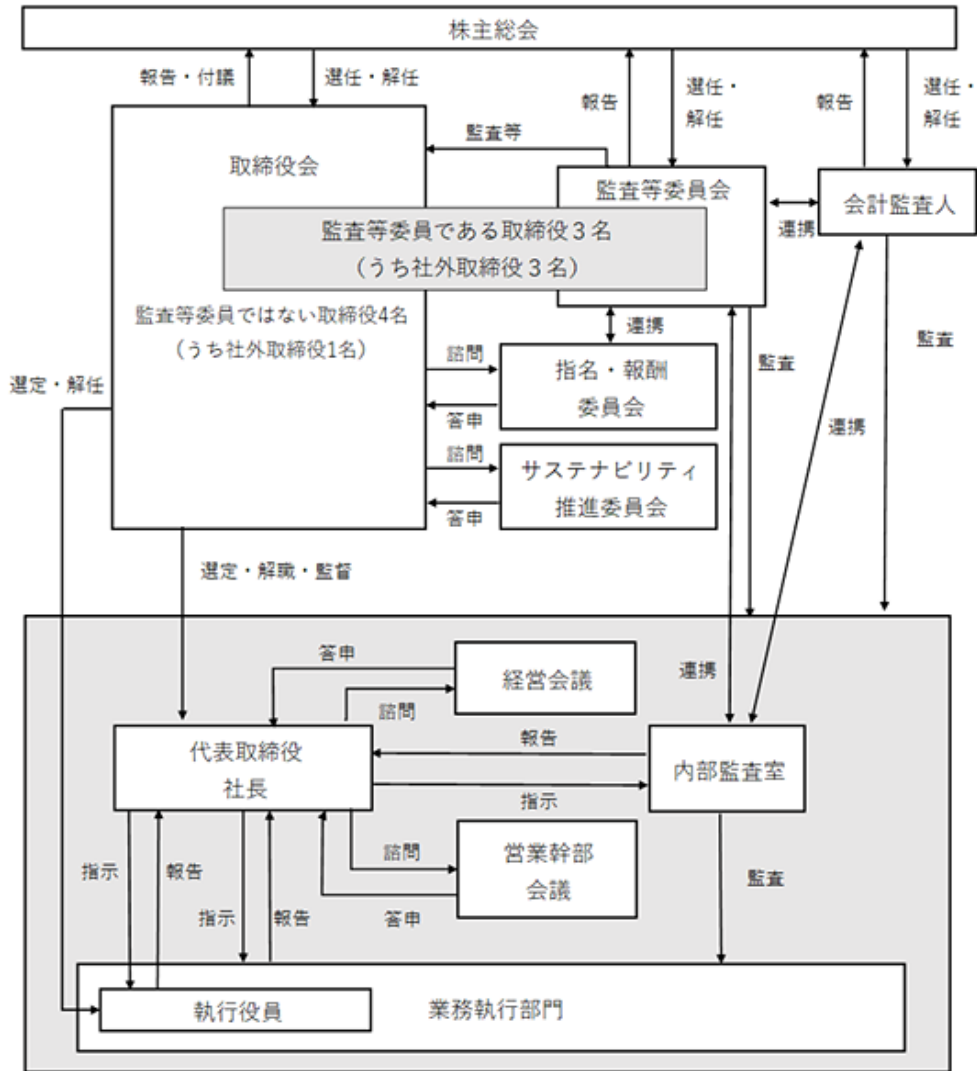 株主総会
報告・付議
選任・解任
報告
選任・
解任
報告
選任・
解任
監査等
取締役会
監査等委員会
会計監査人
連携
監査等委員である取締役３名
（うち社外取締役３名）
監査等委員ではない取締役4名
（うち社外取締役1名）
連携
諮問
指名・報酬
委員会
答申
監査
監査
選定・解任
連携
諮問
サステナビリティ
推進委員会
答申
選定・解職・監督
答申
経営会議
諮問
連携
代表取締役
社長
報告
内部監査室
指示
諮問
営業幹部
会議
答申
監査
指示
報告
指示
報告
執行役員
業務執行部門